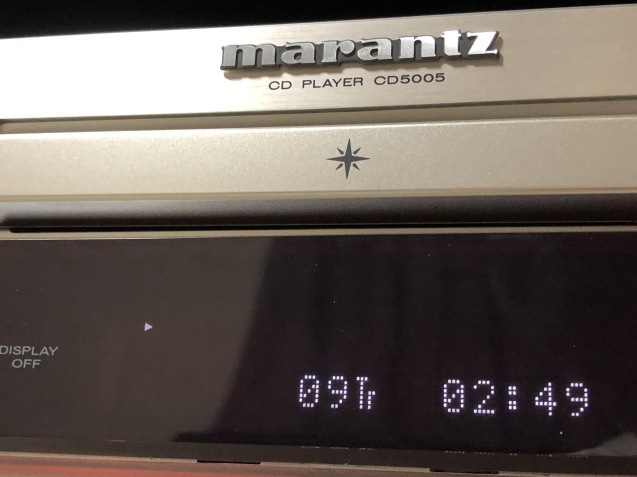 marantz
CD PLAYER CD5005
DISPLAY
OFF
09Tr 02:49